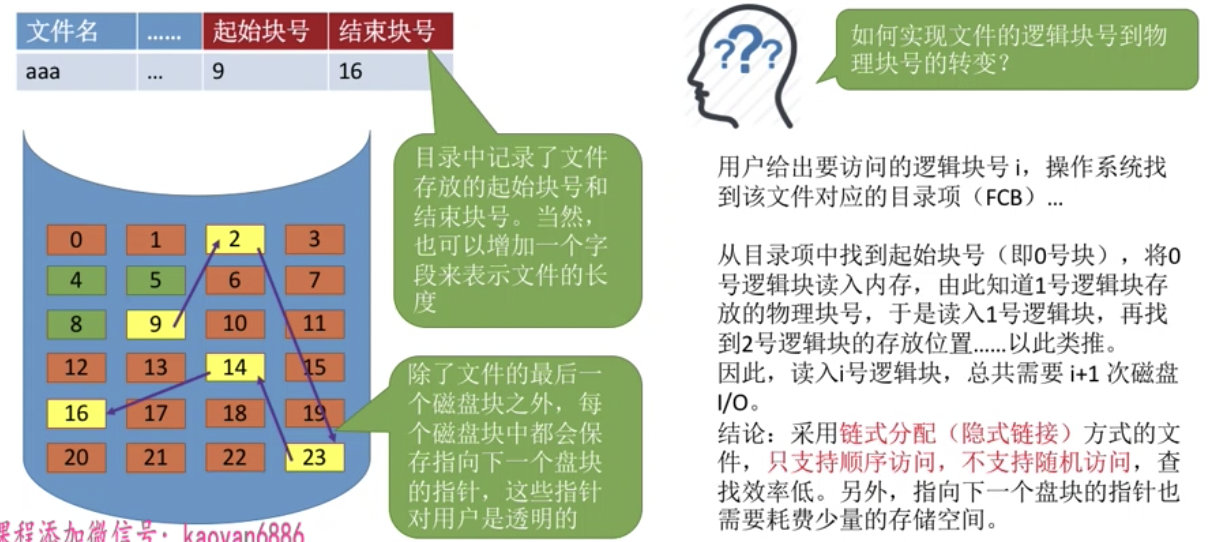 文件名 …… 起始块号 结束块号
aaa … 9 16
目录中记录了文件
存放的起始块号和
结束块号。当然，
也可以增加一个字
段来表示文件的长
度
0 1 2 3
4 5 6 7
8 9 10 11
12 13 14 15
16 17 18 19
20 21 22 23
除了文件的最后一
个磁盘块之外，每
个磁盘块中都会保
存指向下一个盘块
的指针，这些指针
对用户是透明的
课程添加微信号：kaoyan6886
???
如何实现文件的逻辑块号到物
理块号的转变？
用户给出要访问的逻辑块号 i，操作系统找
到该文件对应的目录项（FCB）…
从目录项中找到起始块号（即0号块），将0
号逻辑块读入内存，由此知道1号逻辑块存
放的物理块号，于是读入1号逻辑块，再找
到2号逻辑块的存放位置……以此类推。
因此，读入i号逻辑块，总共需要 i+1 次磁盘
I/O。
结论：采用链式分配（隐式链接）方式的文
件，只支持顺序访问，不支持随机访问，查
找效率低。另外，指向下一个盘块的指针也
需要耗费少量的存储空间。